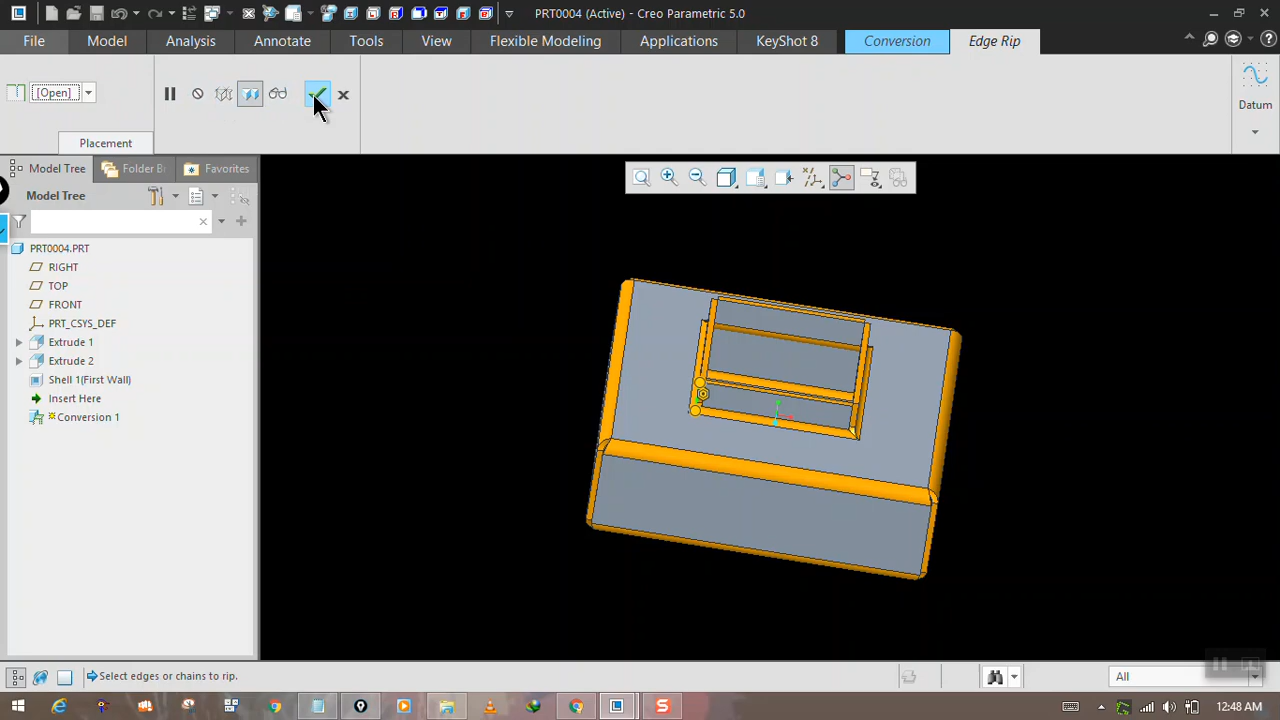 PRT0004 (Active) - Creo Parametric 5.0
File Model Analysis Annotate Tools View Flexible Modeling Applications KeyShot 8 Conversion Edge Rip
[Open]
Datum
Placement
Model Tree Folder B Favorites
Model Tree
PRT0004.PRT
RIGHT
TOP
FRONT
PRT_CSYS_DEF
Extrude 1
Extrude 2
Shell 1(First Wall)
Insert Here
Conversion 1
Select edges or chains to rip.
All
12:48 AM